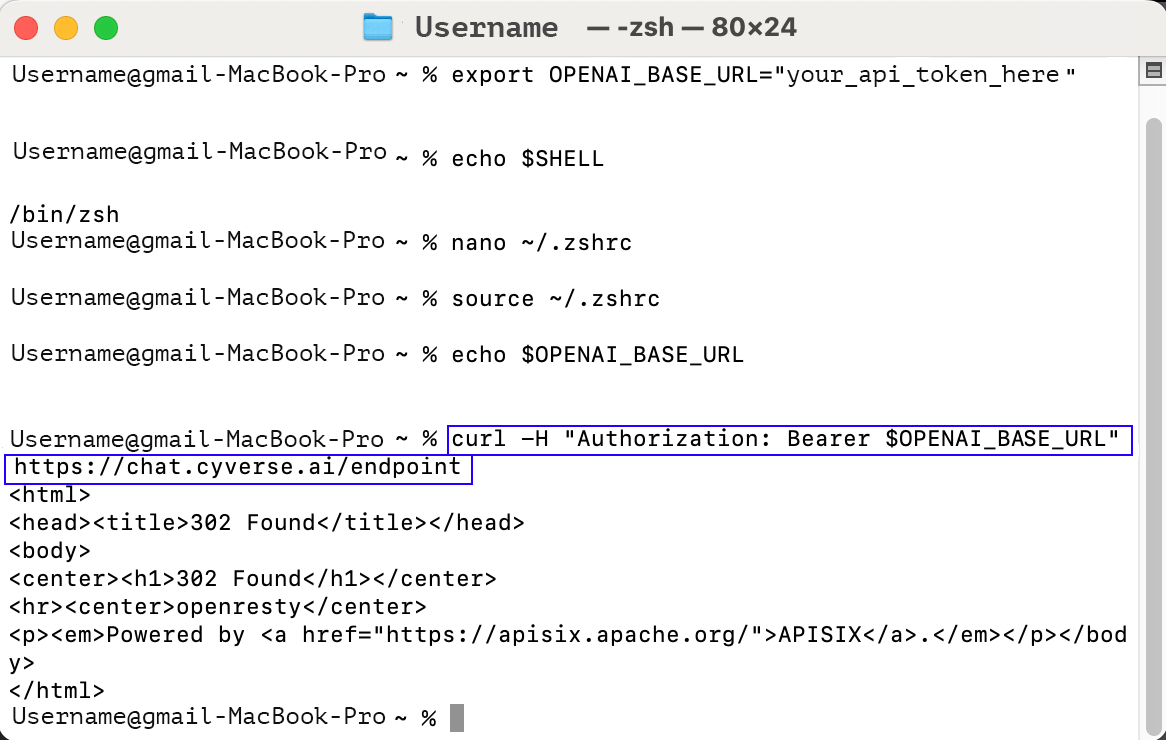 Username — -zsh — 80×24
Username@gmail-MacBook-Pro ~ % export OPENAI_BASE_URL="your_api_token_here"
Username@gmail-MacBook-Pro ~ % echo $SHELL
/bin/zsh
Username@gmail-MacBook-Pro ~ % nano ~/.zshrc
Username@gmail-MacBook-Pro ~ % source ~/.zshrc
Username@gmail-MacBook-Pro ~ % echo $OPENAI_BASE_URL
Username@gmail-MacBook-Pro ~ % curl –H "Authorization: Bearer $OPENAI_BASE_URL"
https://chat.cyverse.ai/endpoint
<html>
<head><title>302 Found</title></head>
<body>
<center><h1>302 Found</h1></center>
<hr><center>openresty</center>
<p><em>Powered by <a href="https://apisix.apache.org/">APISIX</a>.</em></p></bod
y>
</html>
Username@gmail-MacBook-Pro ~ %